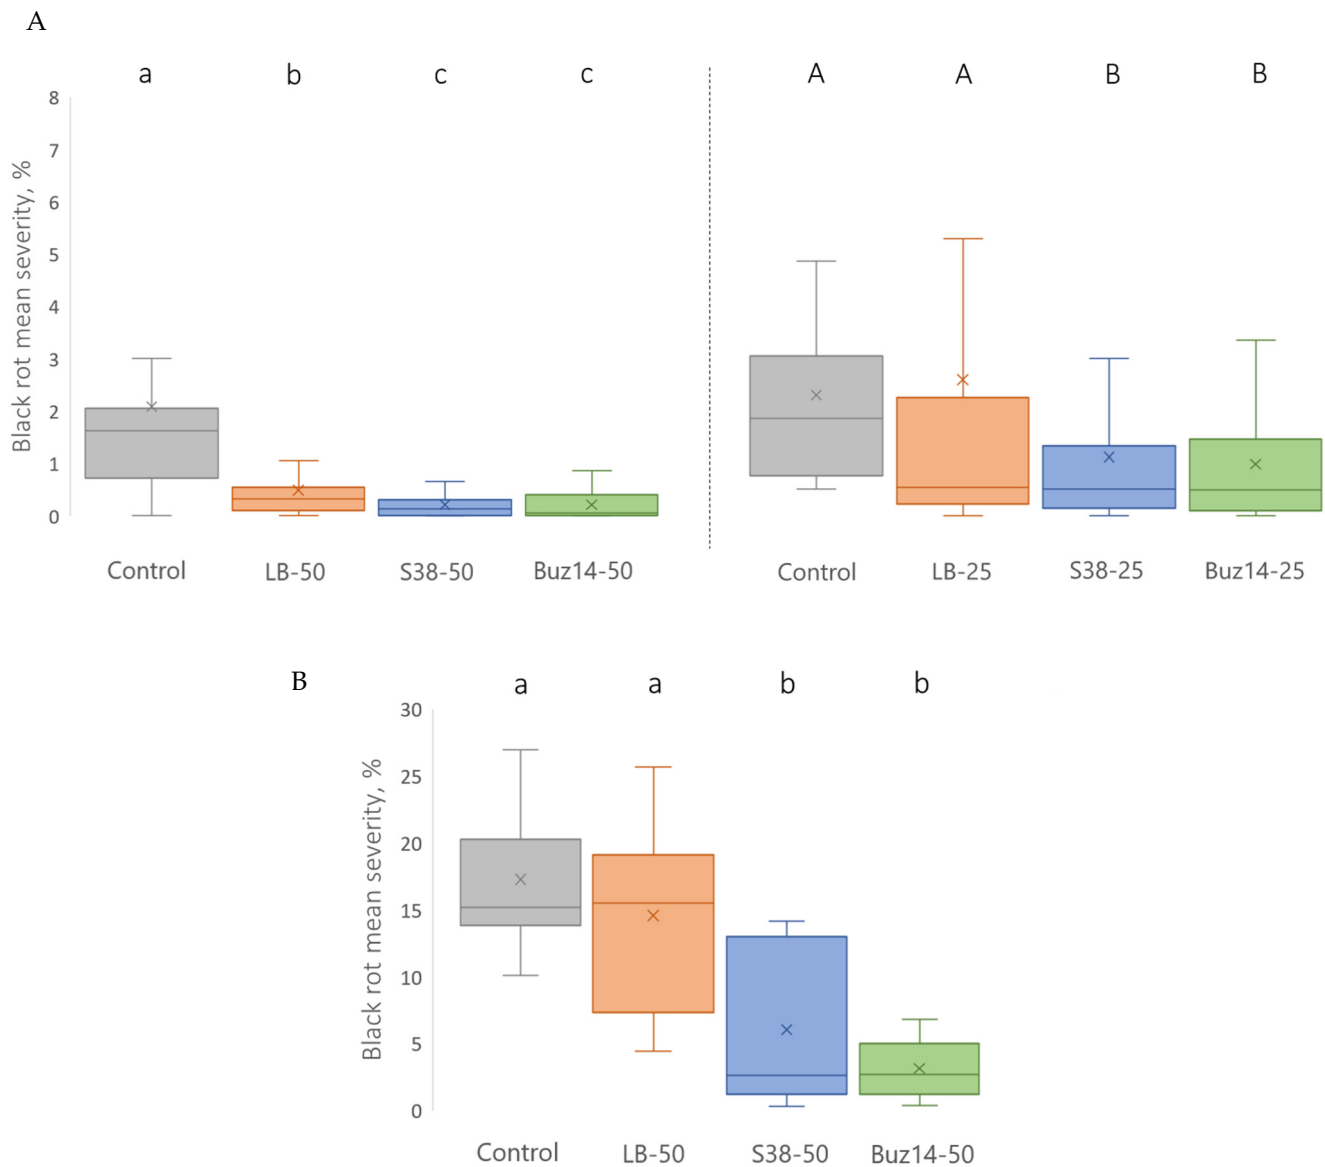 A
a b c c A A B B
8
7
6
5
4
3
2
1
0
Black rot mean severity, %
Control LB-50 S38-50 Buz14-50 Control LB-25 S38-25 Buz14-25
B
a a b b
30
25
20
15
10
5
0
Black rot mean severity, %
Control LB-50 S38-50 Buz14-50